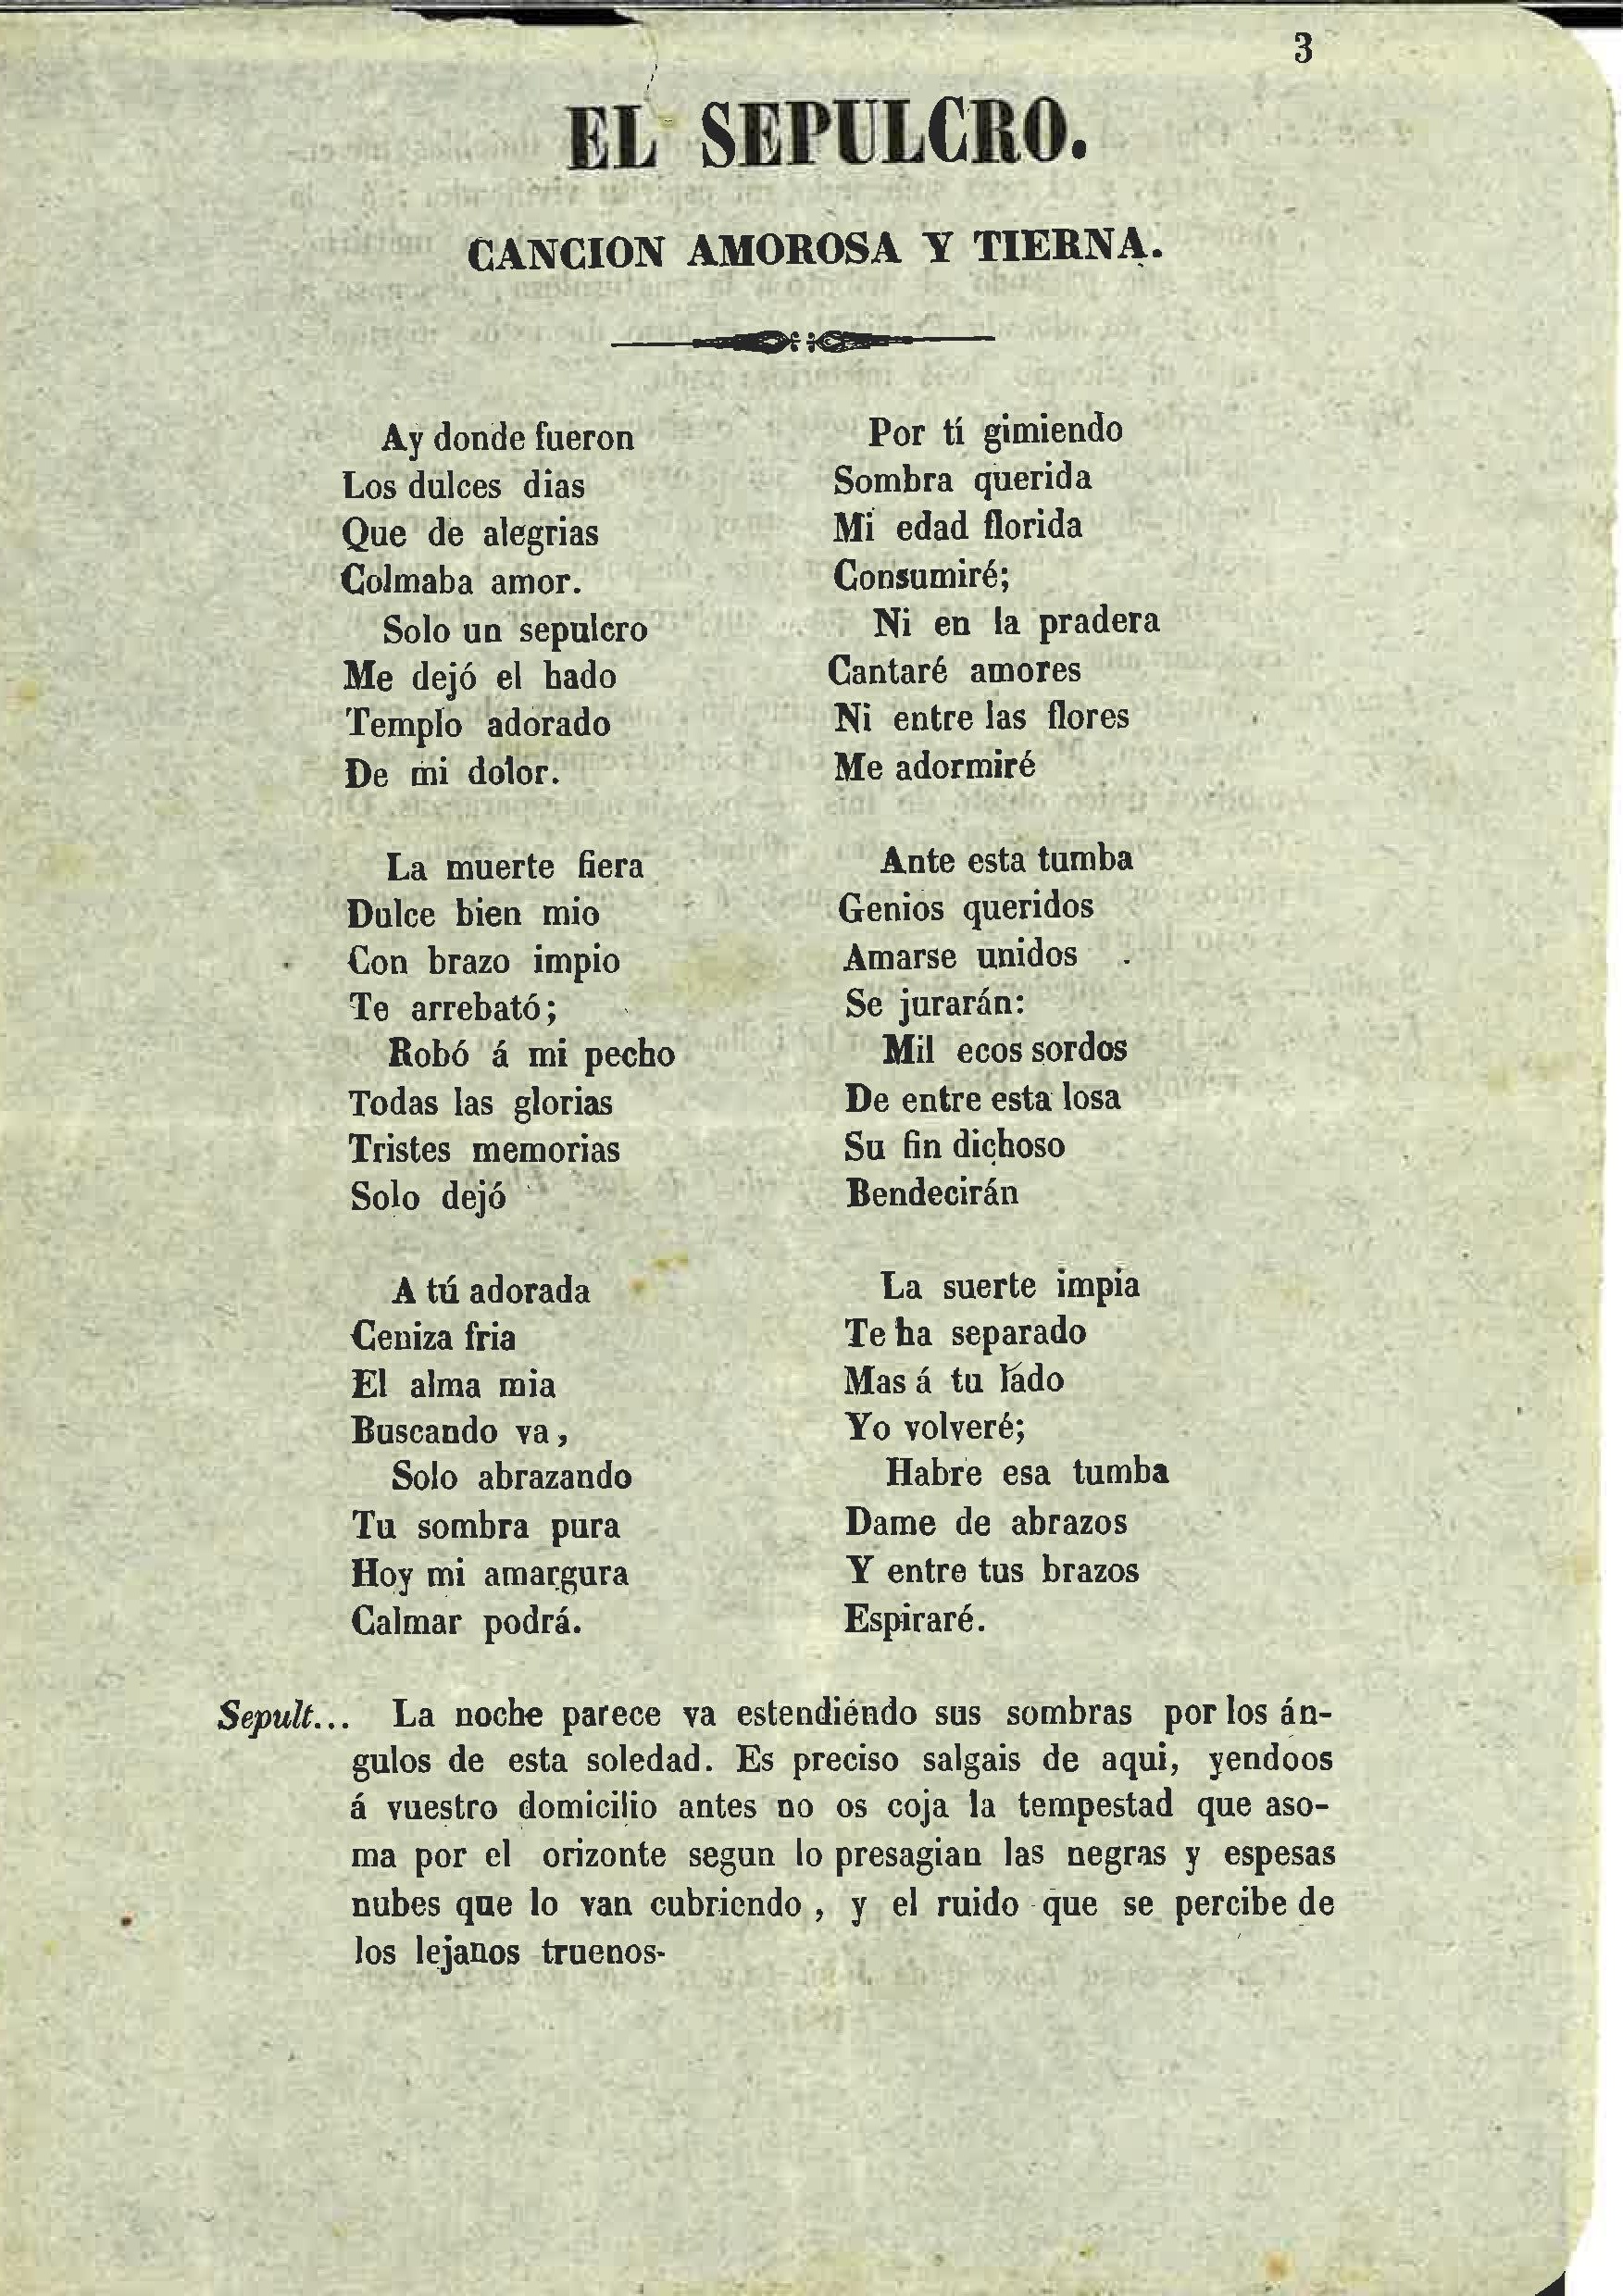 3
EL SEPULCRO.
CANCION AMOROSA Y TIERNA.
Ay donde fueron
Los dulces dias
Que de alegrias
Colmaba amor.
Solo un sepulcro
Me dejó el hado
Templo adorado
De mi dolor.
La muerte fiera
Dulce bien mio
Con brazo impio
Te arrebató;
Robó á mi pecho
Todas las glorias
Tristes memorias
Solo dejó
A tú adorada
Ceniza fria
El alma mia
Buscando va,
Solo abrazando
Tu sombra pura
Hoy mi amargura
Calmar podrá.
Por tí gimiendo
Sombra querida
Mi edad florida
Consumiré;
Ni en la pradera
Cantaré amores
Ni entre las flores
Me adormiré
Ante esta tumba
Genios queridos
Amarse unidos
Se jurarán:
Mil ecos sordos
De entre esta losa
Su fin dichoso
Bendecirán
La suerte impia
Te ha separado
Mas á tu lado
Yo volveré;
Habre esa tumba
Dame de abrazos
Y entre tus brazos
Espiraré.
Sepult... La noche parece va estendiéndo sus sombras por los án-
gulos de esta soledad. Es preciso salgais de aqui, yendoos
á vuestro domicilio antes no os coja la tempestad que aso-
ma por el orizonte segun lo presagian las negras y espesas
nubes que lo van cubriendo, y el ruido que se percibe de
los lejanos truenos-